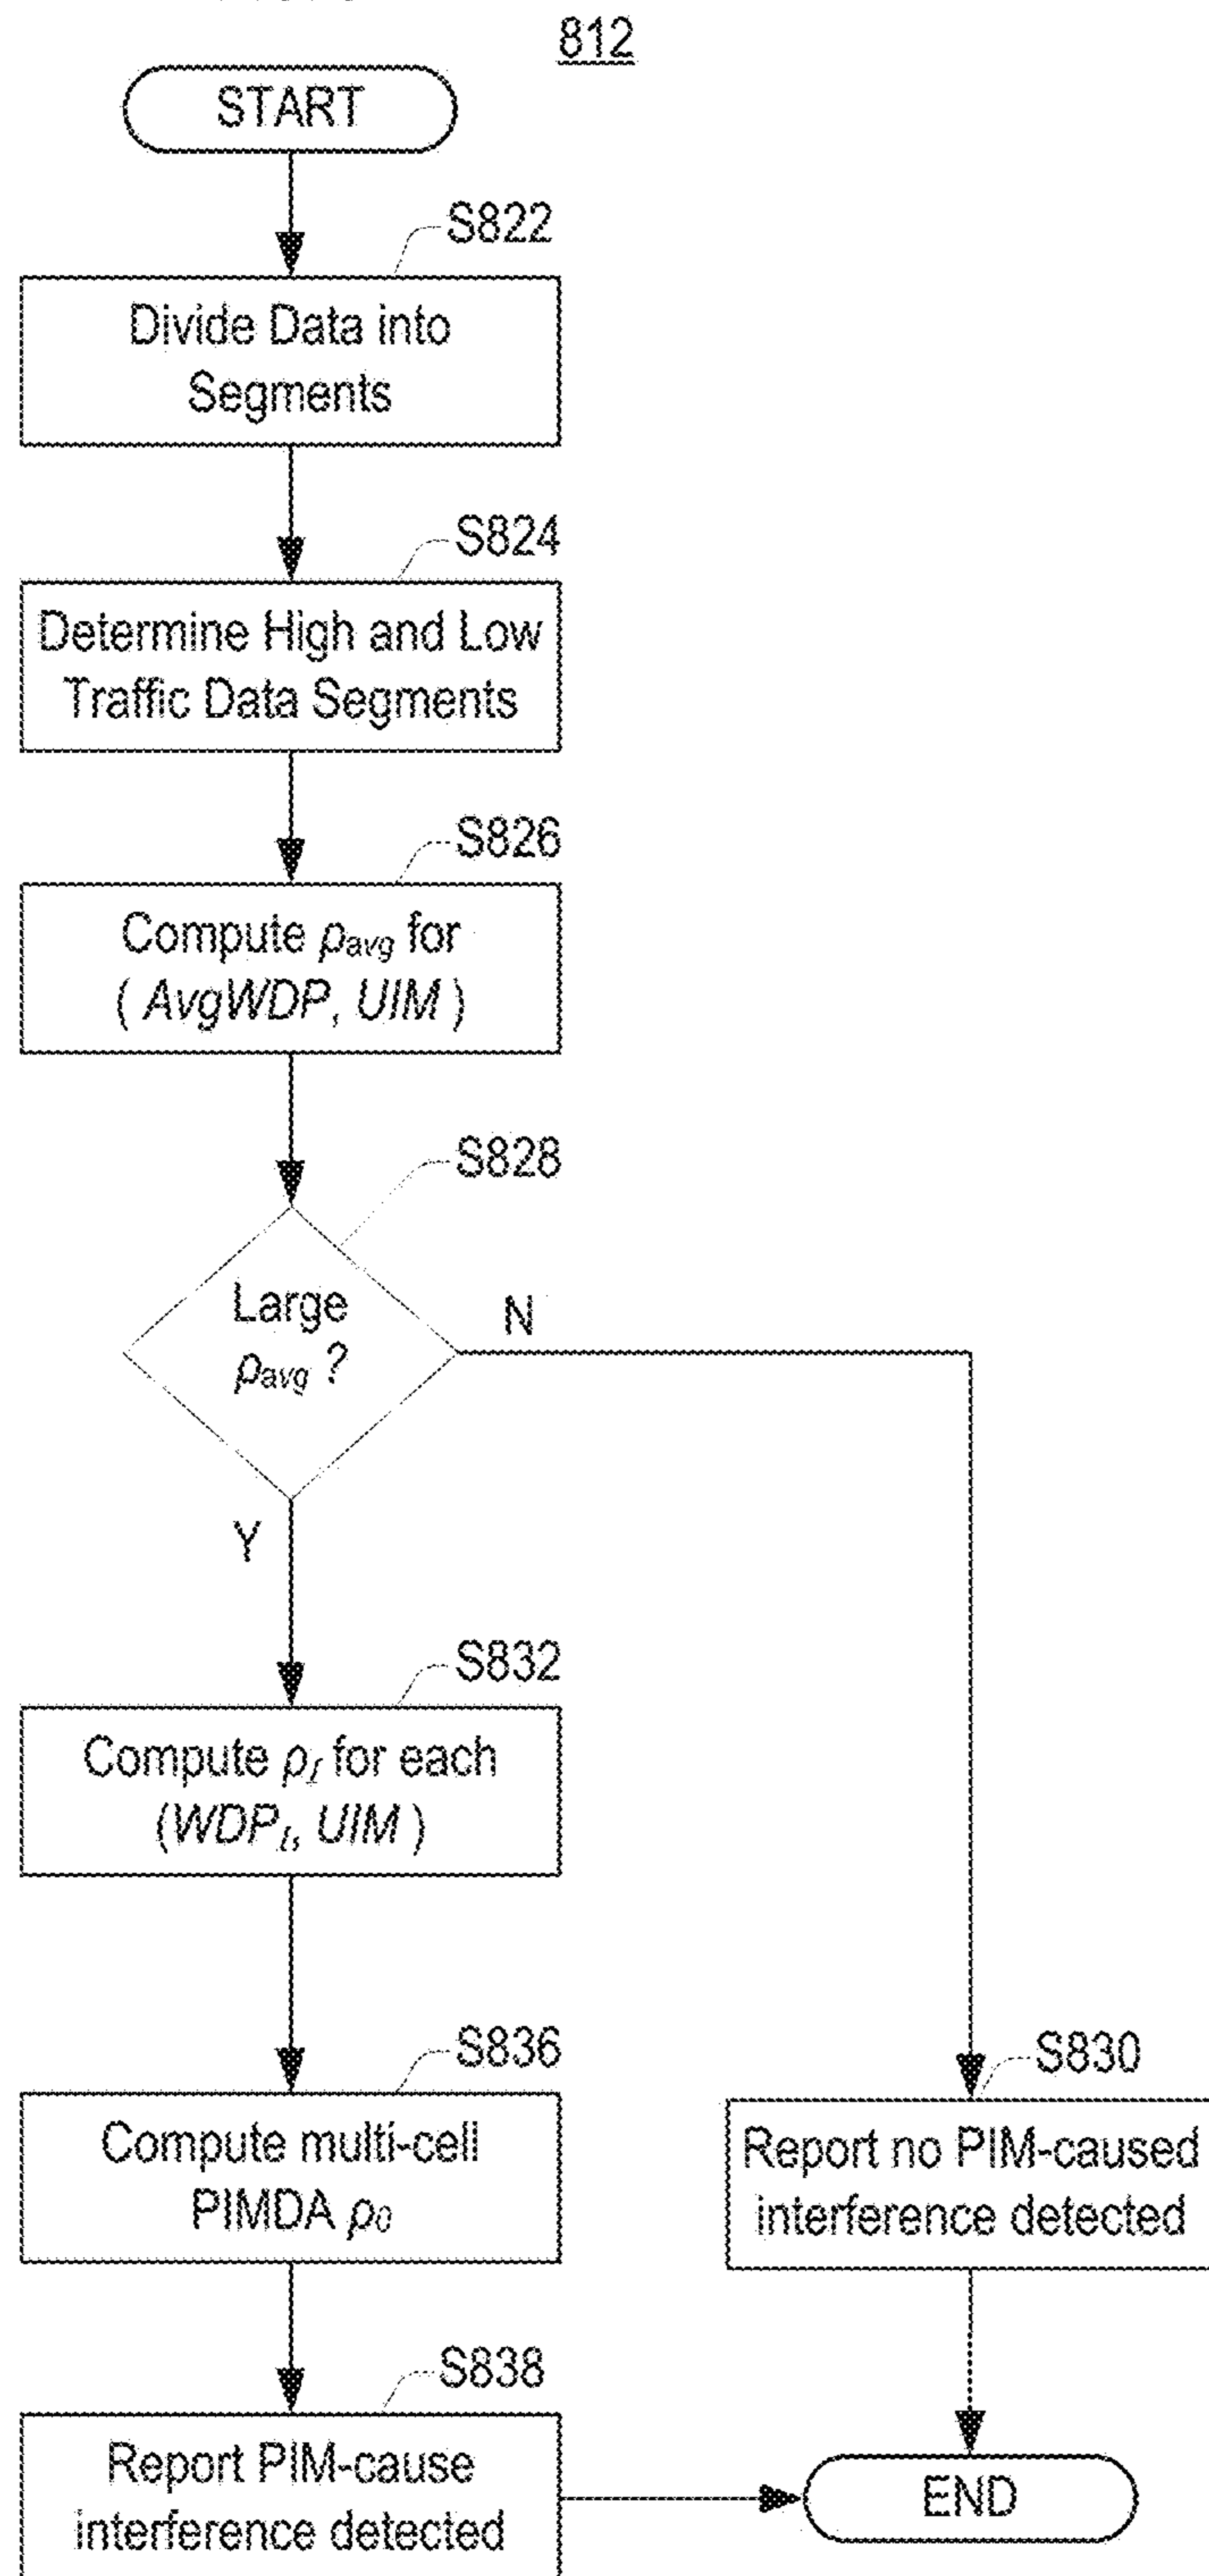 812
START
S822
Divide Data into
Segments
S824
Determine High and Low
Traffic Data Segments
S826
Compute ρavg for
( AvgWDP, UIM )
S828
Large
ρavg ?
N
Y
S832
Compute ρi for each
(WDPi, UIM )
S836
Compute multi-cell
PIMDA ρ0
S830
Report no PIM-caused
interference detected
S838
Report PIM-cause
interference detected
END